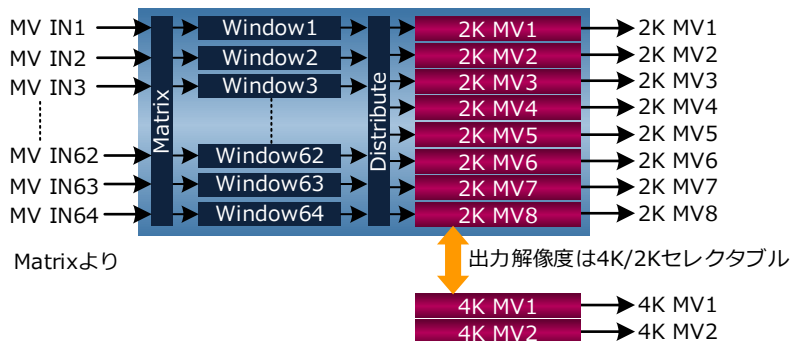 MV IN1
MV IN2
MV IN3
MV IN62
MV IN63
MV IN64
Matrixより
Matrix
Window1
Window2
Window3
Window62
Window63
Window64
Distribute
2K MV1
2K MV2
2K MV3
2K MV4
2K MV5
2K MV6
2K MV7
2K MV8
2K MV1
2K MV2
2K MV3
2K MV4
2K MV5
2K MV6
2K MV7
2K MV8
出力解像度は4K/2Kセレクタブル
4K MV1
4K MV2
4K MV1
4K MV2